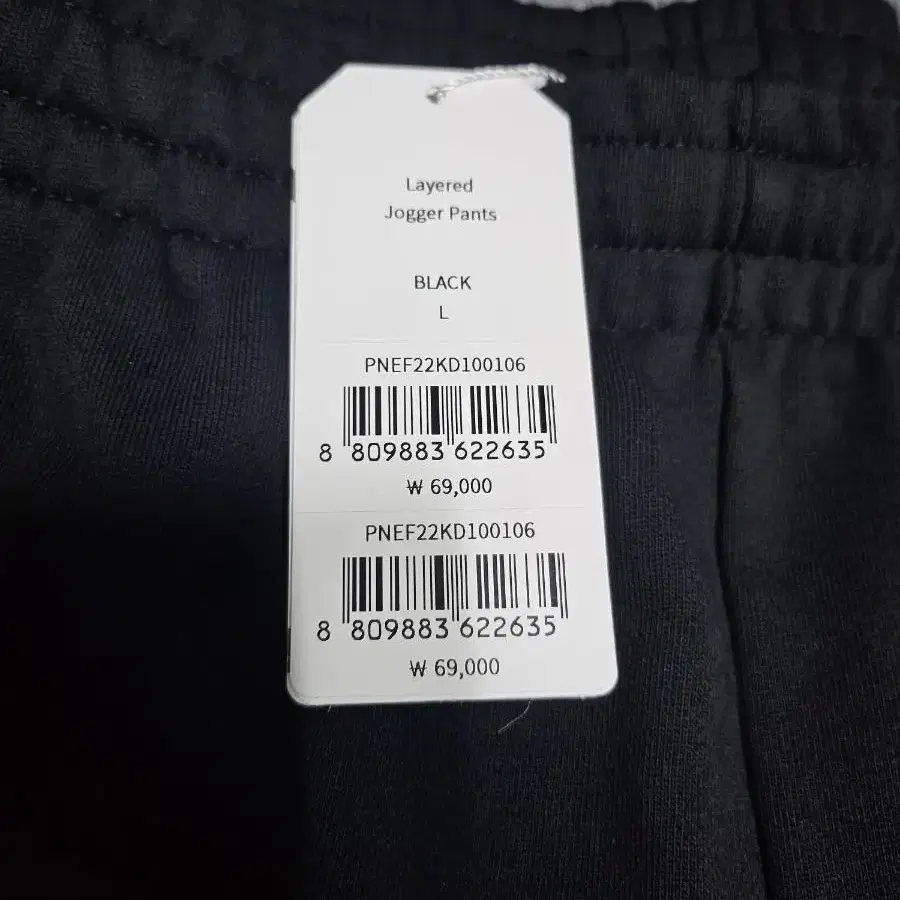 Layered
Jogger Pants
BLACK
L
PNEF22KD100106
8 809883 622635
₩ 69,000
PNEF22KD100106
8 809883 622635
₩ 69,000